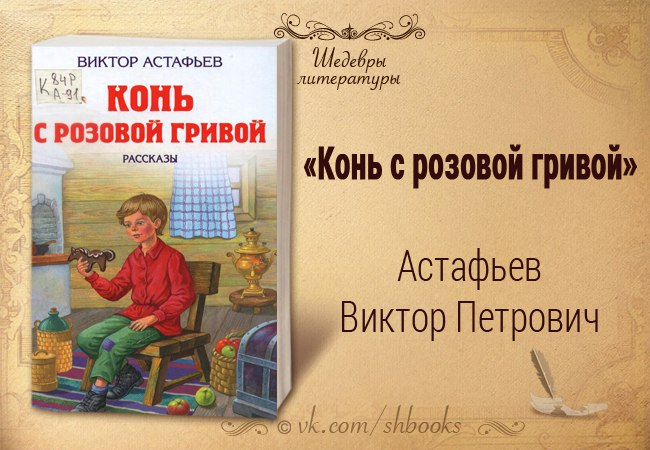 ВИКТОР АСТАФЬЕВ
К 84Р
А-91
КОНЬ
С РОЗОВОЙ ГРИВОЙ
РАССКАЗЫ
Шедевры
литературы
«Конь с розовой гривой»
Астафьев
Виктор Петрович
© vk.com/shbooks